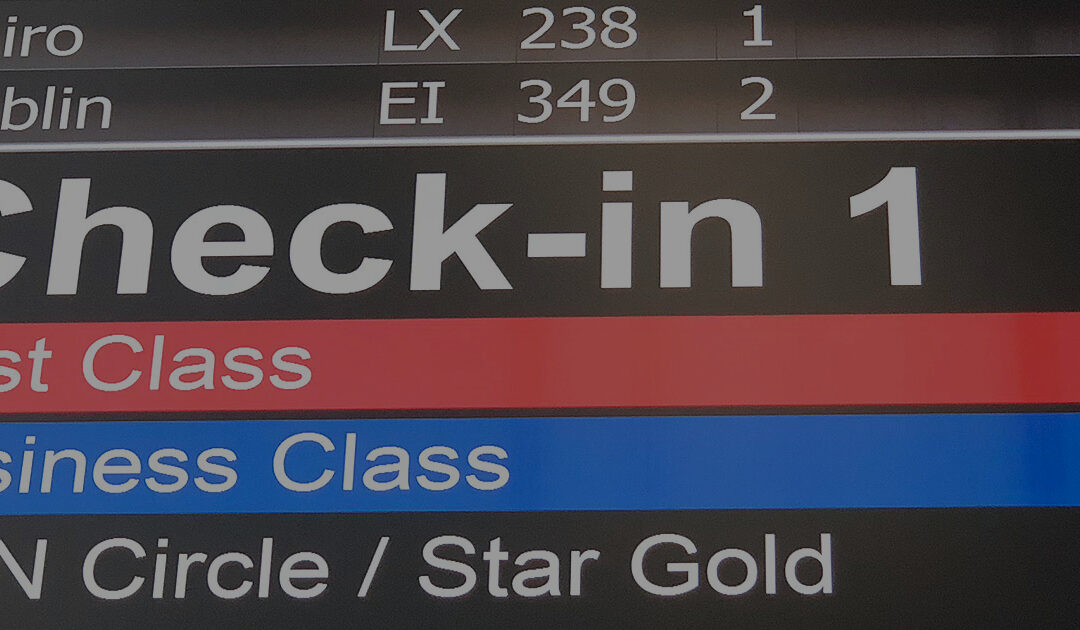 iro LX 238 1
blin EI 349 2
Check-in 1
st Class
siness Class
N Circle / Star Gold